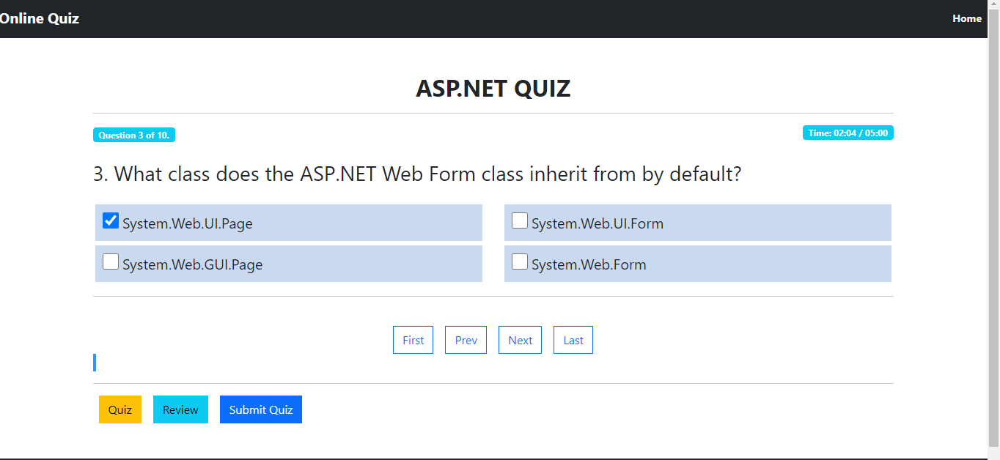 Online Quiz Home
ASP.NET QUIZ
Question 3 of 10. Time: 02:04 / 05:00
3. What class does the ASP.NET Web Form class inherit from by default?
System.Web.UI.Page System.Web.UI.Form
System.Web.GUI.Page System.Web.Form
First Prev Next Last
Quiz Review Submit Quiz